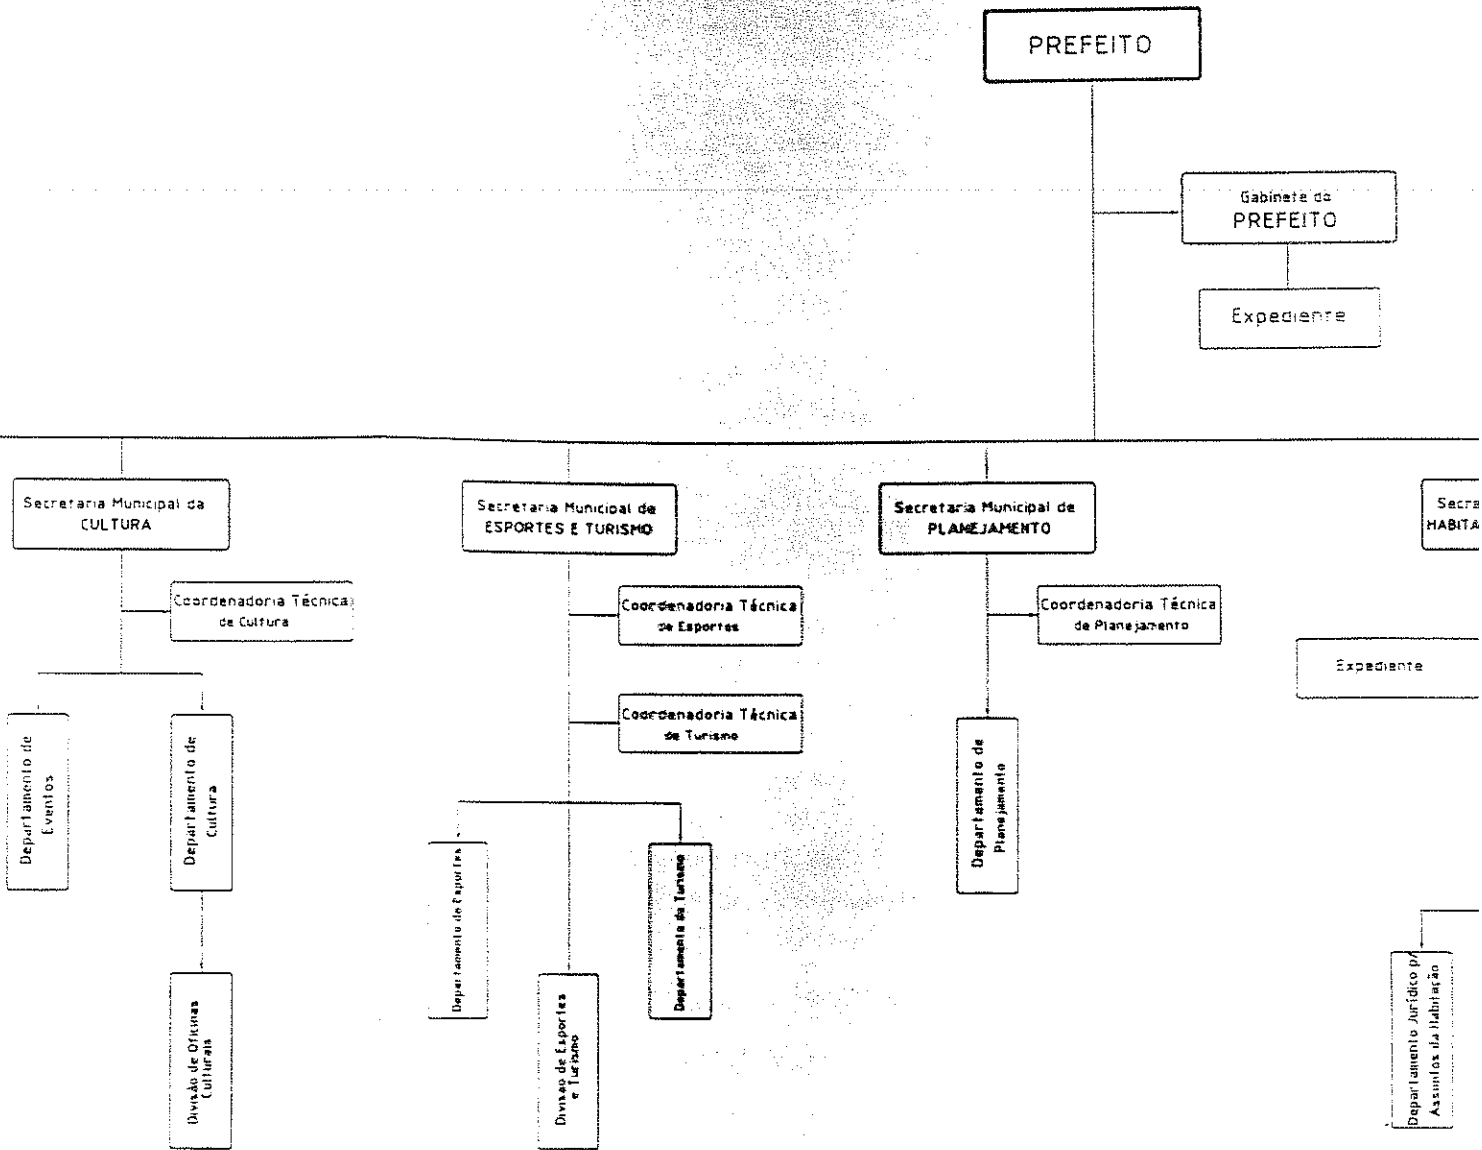 PREFEITO
Gabinete do
PREFEITO
Expediente
Secretaria Municipal da
CULTURA
Secretaria Municipal de
ESPORTES E TURISMO
Secretaria Municipal de
PLANEJAMENTO
Secre
HABITA
Coordenadoria Técnica
de Cultura
Coordenadoria Técnica
de Esportes
Coordenadoria Técnica
de Planejamento
Expediente
Coordenadoria Técnica
de Turismo
Departamento de
Eventos
Departamento de
Cultura
Departamento de
Planejamento
Departamento de Esportes
Departamento de Turismo
Divisão de Oficinas
Culturais
Divisão de Esportes
e Turismo
Departamento Jurídico p/
Assuntos da Habitação